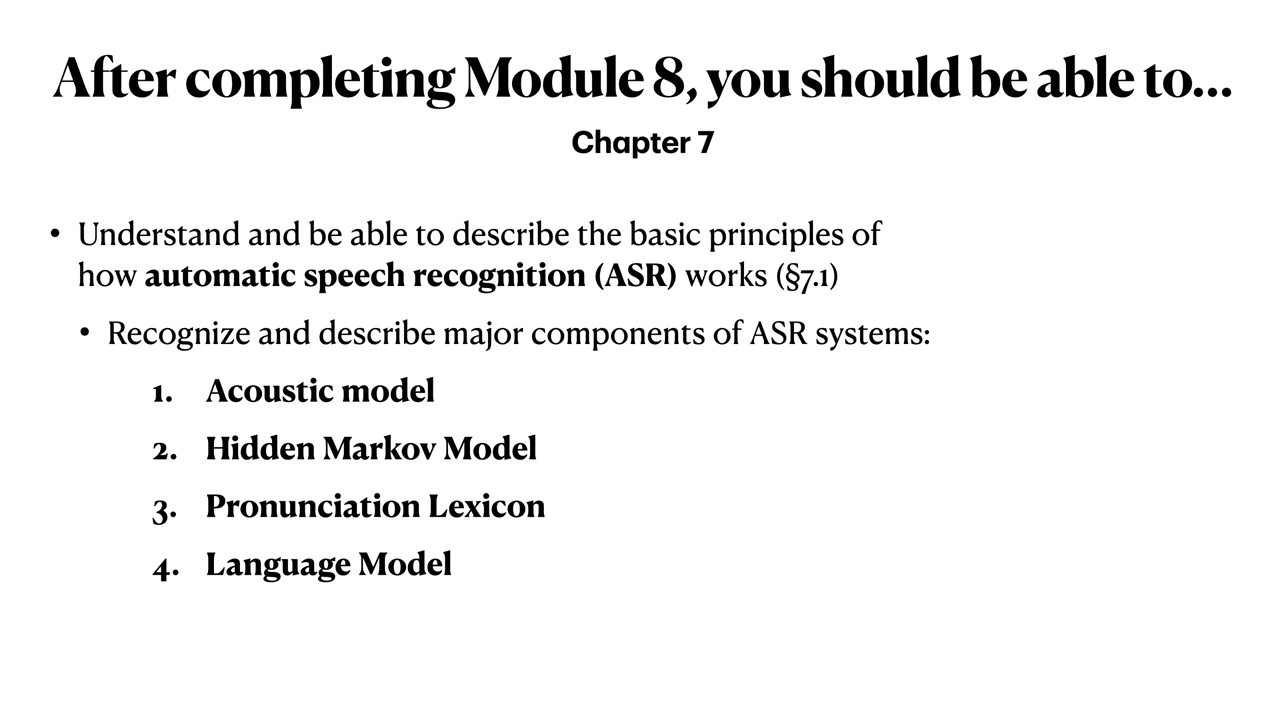 After completing Module 8, you should be able to...
Chapter 7
• Understand and be able to describe the basic principles of
how automatic speech recognition (ASR) works (§7.1)
• Recognize and describe major components of ASR systems:
1. Acoustic model
2. Hidden Markov Model
3. Pronunciation Lexicon
4. Language Model